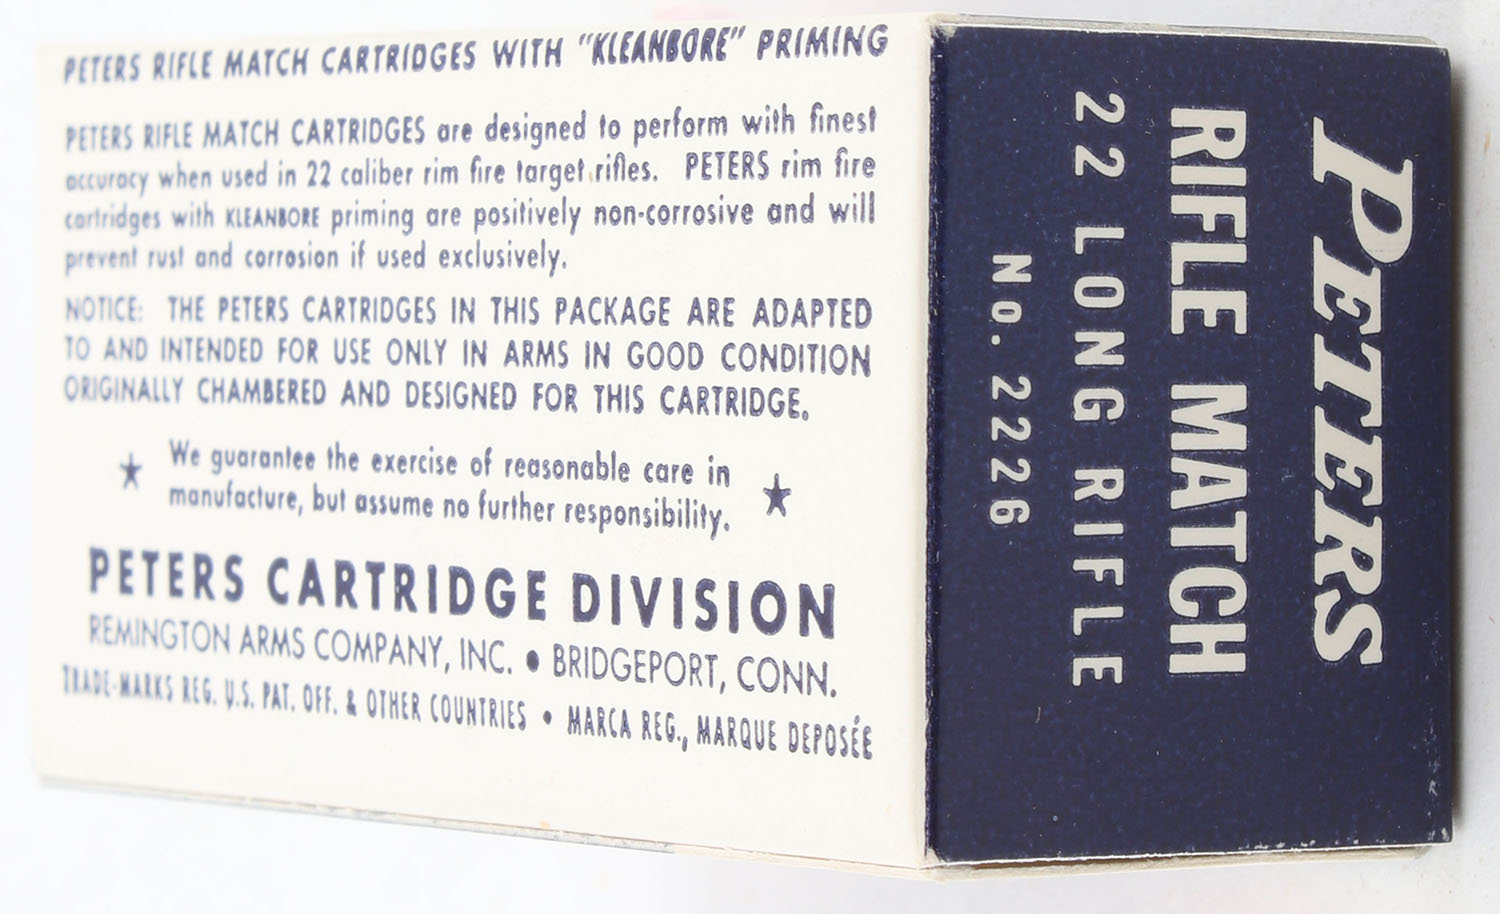 PETERS RIFLE MATCH CARTRIDGES WITH "KLEANBORE" PRIMING
PETERS RIFLE MATCH CARTRIDGES are designed to perform with finest
accuracy when used in 22 caliber rim fire target rifles. PETERS rim fire
cartridges with KLEANBORE priming are positively non-corrosive and will
prevent rust and corrosion if used exclusively.
NOTICE: THE PETERS CARTRIDGES IN THIS PACKAGE ARE ADAPTED
TO AND INTENDED FOR USE ONLY IN ARMS IN GOOD CONDITION
ORIGINALLY CHAMBERED AND DESIGNED FOR THIS CARTRIDGE.
We guarantee the exercise of reasonable care in
manufacture, but assume no further responsibility.
PETERS CARTRIDGE DIVISION
REMINGTON ARMS COMPANY, INC. • BRIDGEPORT, CONN.
TRADE-MARKS REG. U.S. PAT. OFF. & OTHER COUNTRIES • MARCA REG., MARQUE DEPOSÉE
PETERS
RIFLE MATCH
22 LONG RIFLE
No. 2226